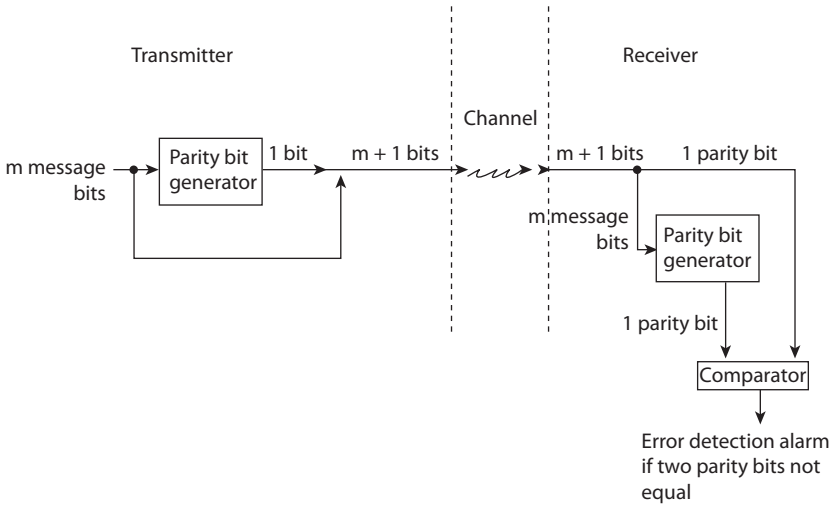 Transmitter
Receiver
Channel
m message
bits
Parity bit
generator
1 bit
m + 1 bits
m + 1 bits
1 parity bit
m message
bits
Parity bit
generator
1 parity bit
Comparator
Error detection alarm
if two parity bits not
equal